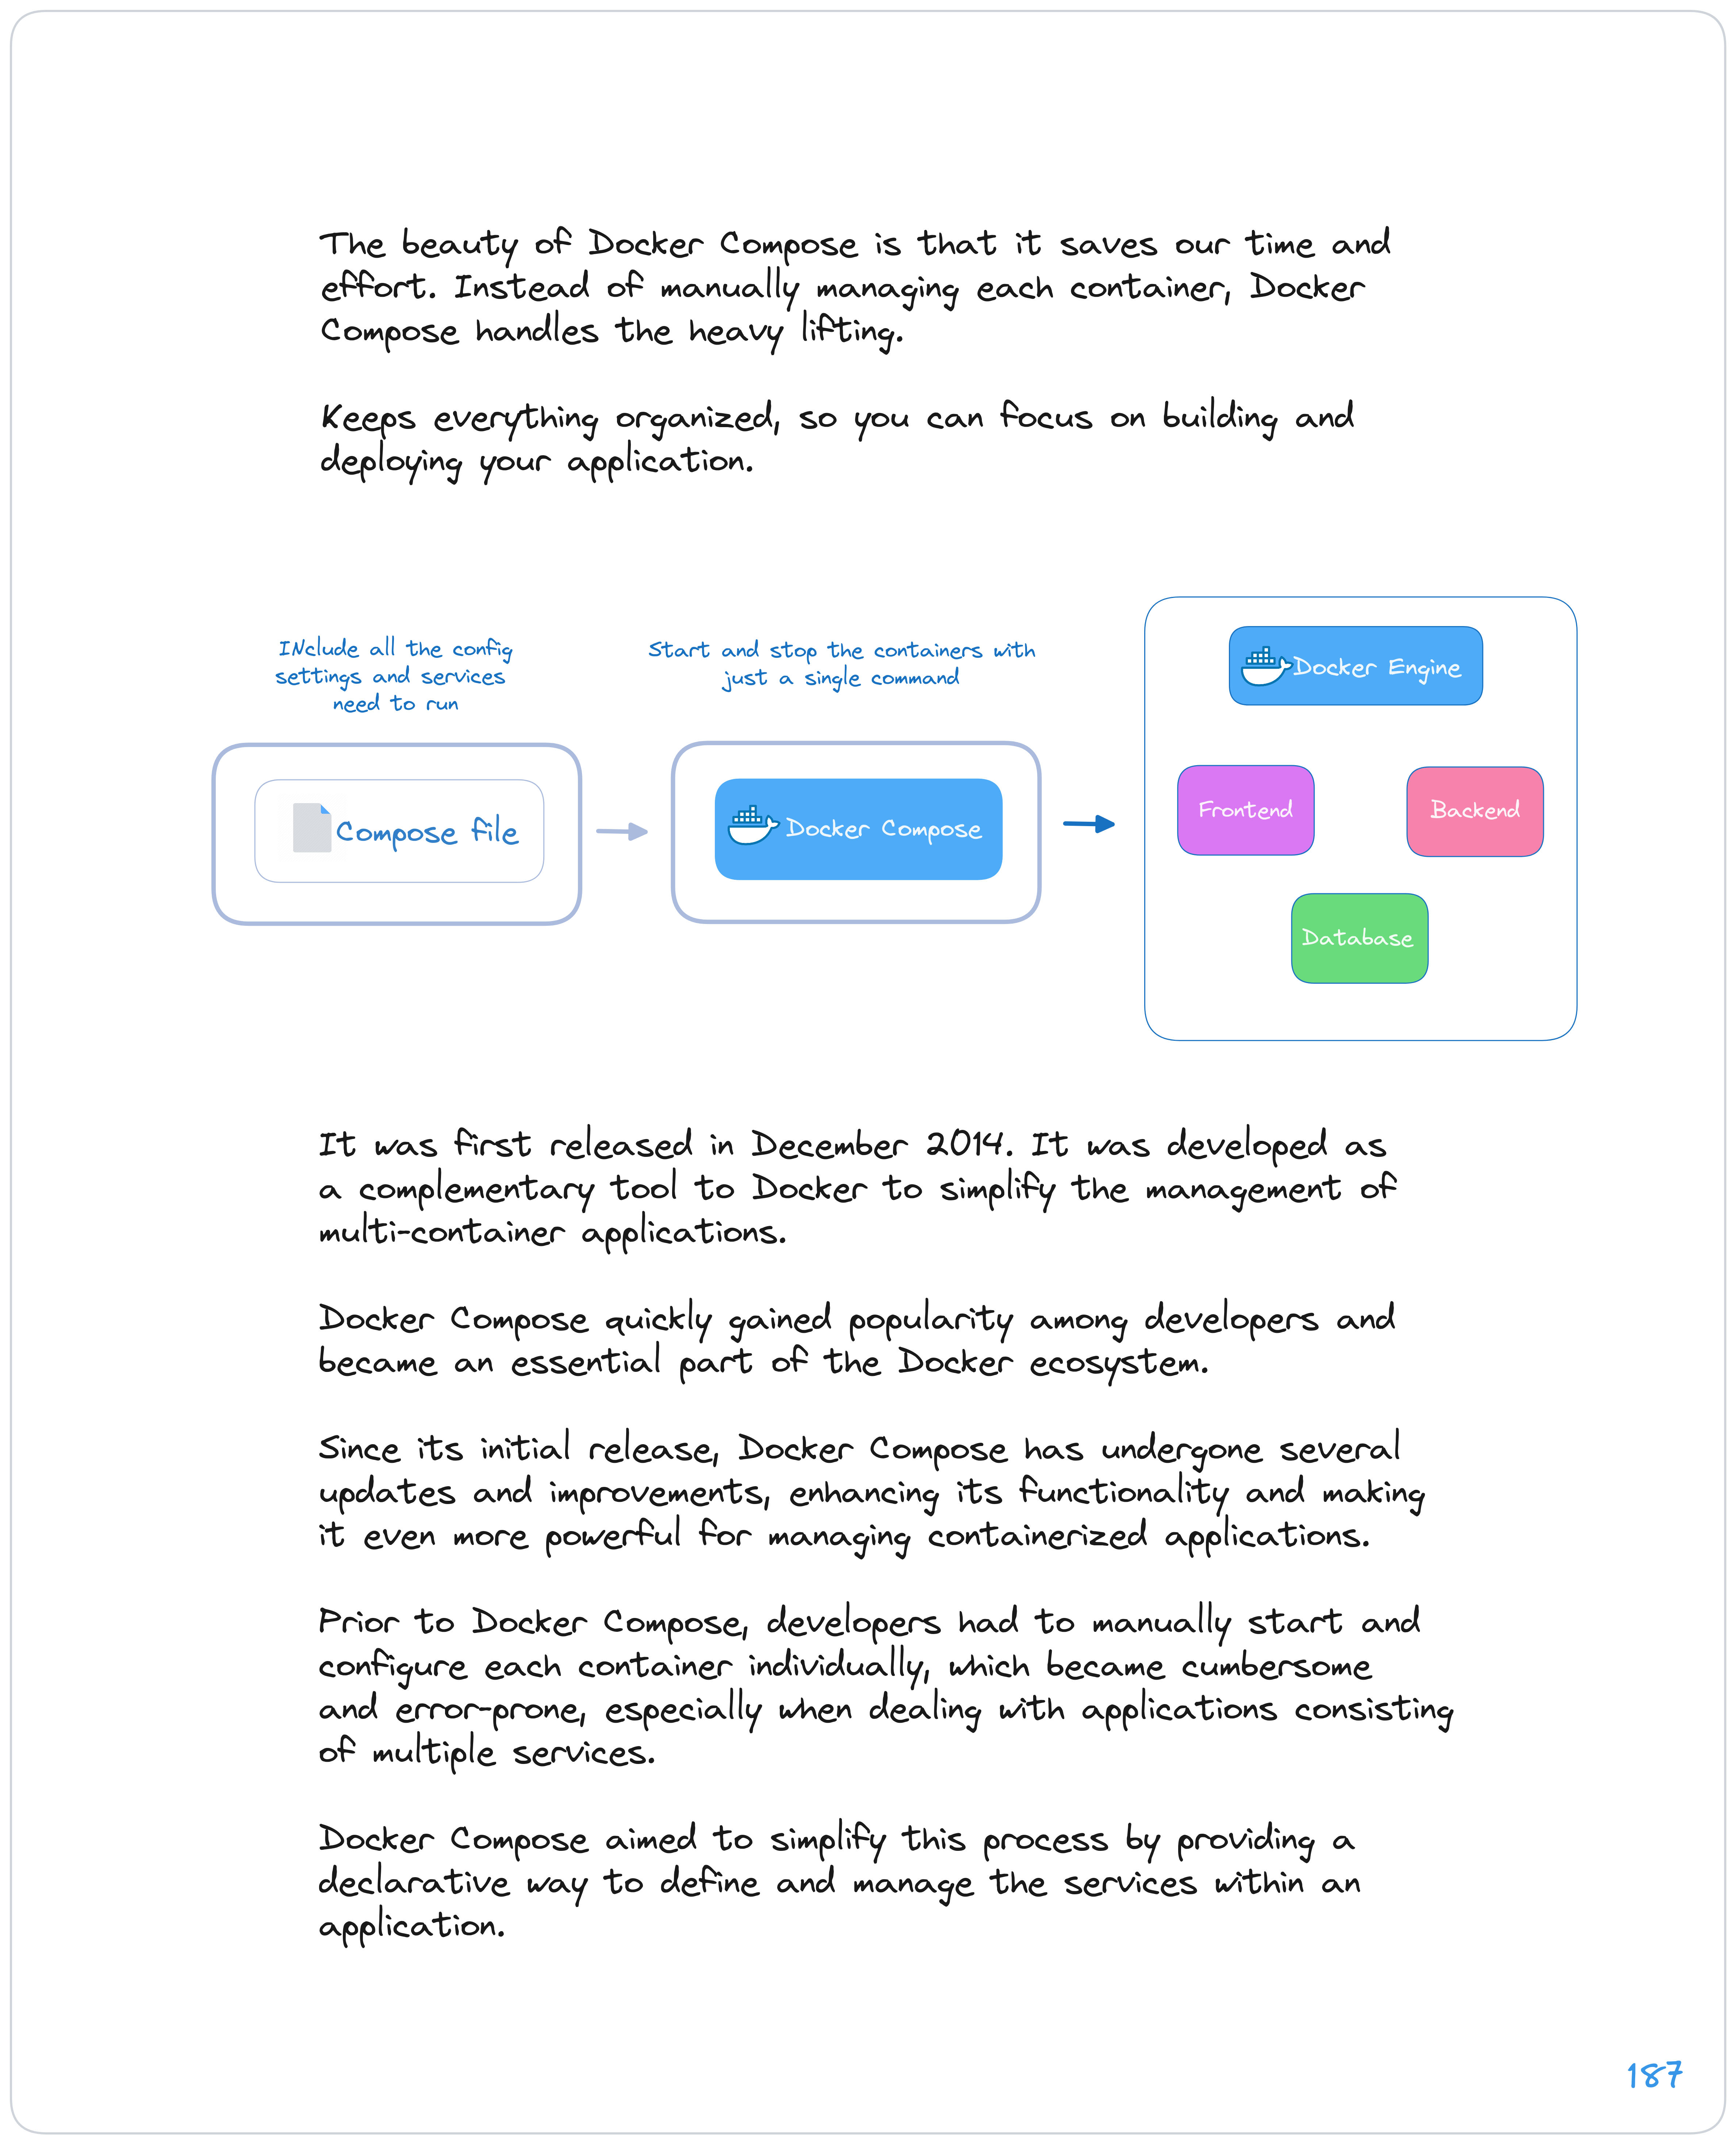 The beauty of Docker Compose is that it saves our time and
effort. Instead of manually managing each container, Docker
Compose handles the heavy lifting.
Keeps everything organized, so you can focus on building and
deploying your application.
INclude all the config
settings and services
need to run
Compose file
Start and stop the containers with
just a single command
Docker Compose
Docker Engine
Frontend
Backend
Database
It was first released in December 2014. It was developed as
a complementary tool to Docker to simplify the management of
multi-container applications.
Docker Compose quickly gained popularity among developers and
became an essential part of the Docker ecosystem.
Since its initial release, Docker Compose has undergone several
updates and improvements, enhancing its functionality and making
it even more powerful for managing containerized applications.
Prior to Docker Compose, developers had to manually start and
configure each container individually, which became cumbersome
and error-prone, especially when dealing with applications consisting
of multiple services.
Docker Compose aimed to simplify this process by providing a
declarative way to define and manage the services within an
application.
187